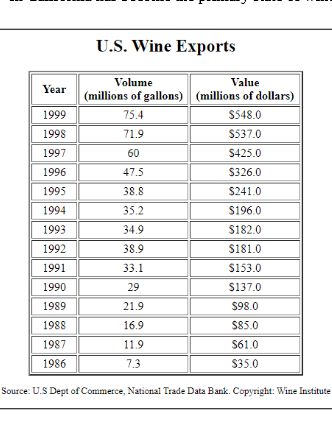 U.S. Wine Exports
Year Volume (millions of gallons) Value (millions of dollars)
1999 75.4 $548.0
1998 71.9 $537.0
1997 60 $425.0
1996 47.5 $326.0
1995 38.8 $241.0
1994 35.2 $196.0
1993 34.9 $182.0
1992 38.9 $181.0
1991 33.1 $153.0
1990 29 $137.0
1989 21.9 $98.0
1988 16.9 $85.0
1987 11.9 $61.0
1986 7.3 $35.0
Source: U.S Dept of Commerce, National Trade Data Bank. Copyright: Wine Institute